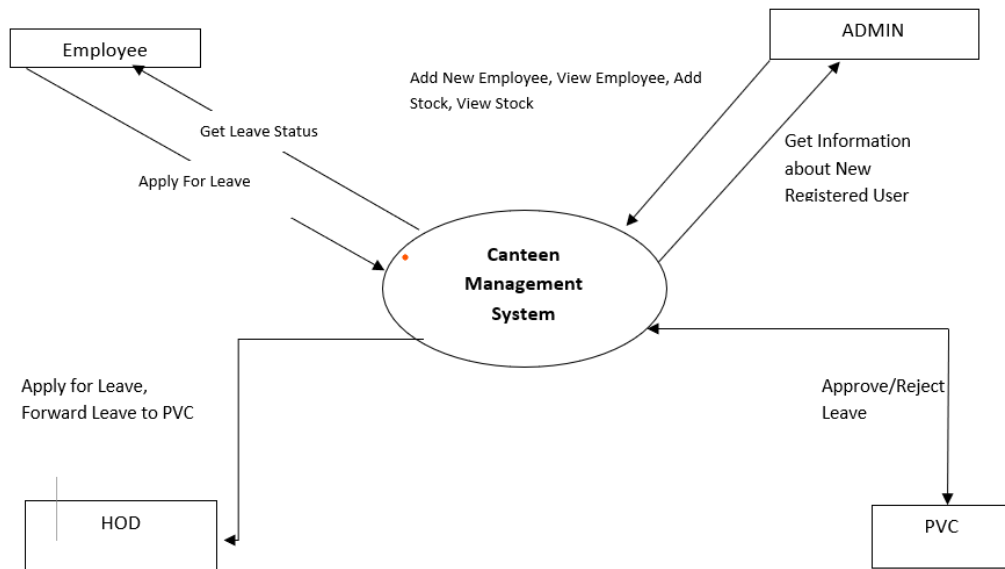 Employee
ADMIN
Add New Employee, View Employee, Add
Stock, View Stock
Get Leave Status
Apply For Leave
Get Information
about New
Registered User
Canteen
Management
System
Apply for Leave,
Forward Leave to PVC
Approve/Reject
Leave
HOD
PVC